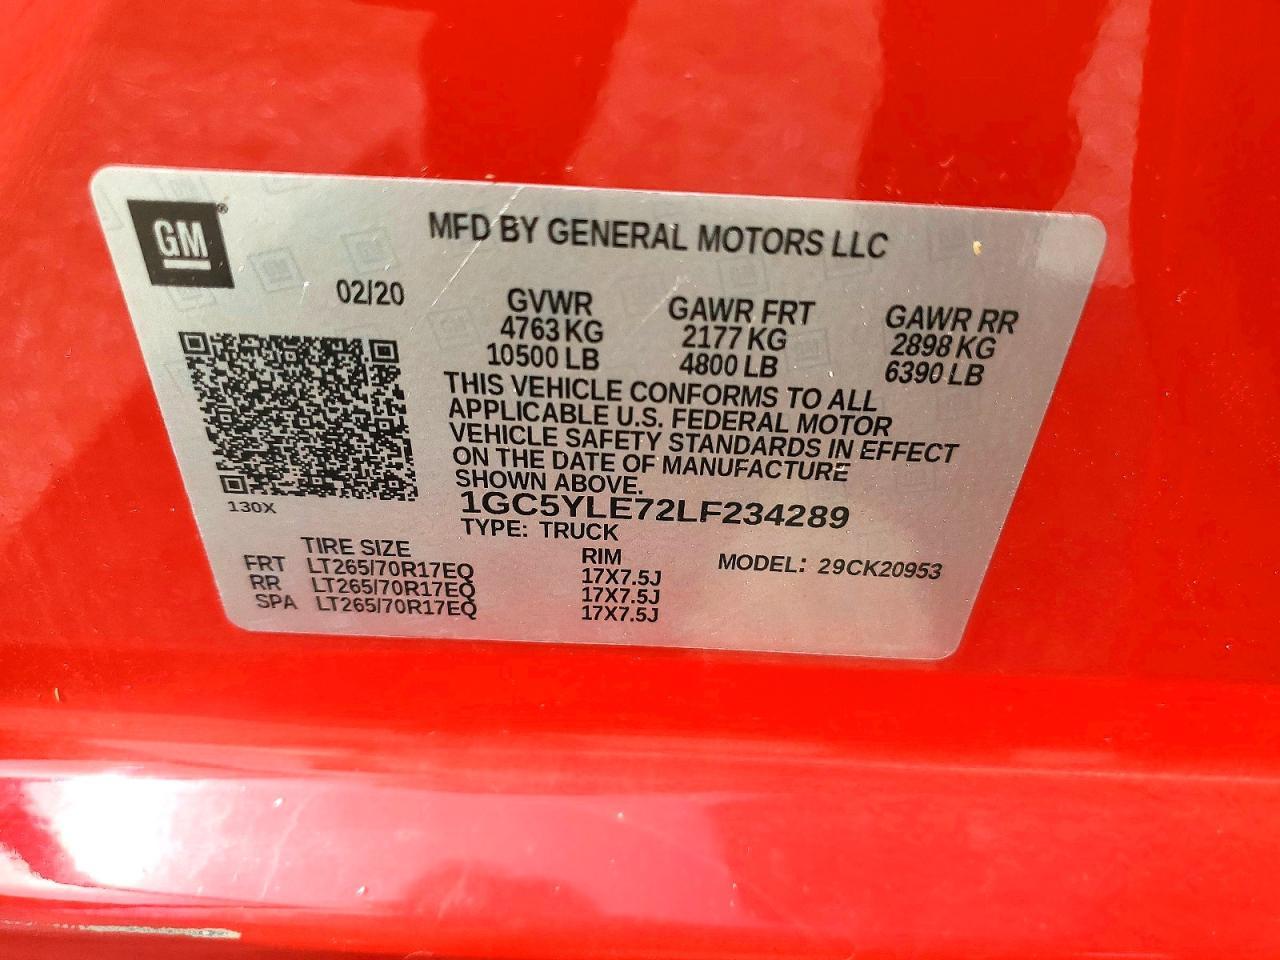 GM®
MFD BY GENERAL MOTORS LLC
02/20
GVWR GAWR FRT GAWR RR
4763 KG 2177 KG 2898 KG
10500 LB 4800 LB 6390 LB
THIS VEHICLE CONFORMS TO ALL
APPLICABLE U.S. FEDERAL MOTOR
VEHICLE SAFETY STANDARDS IN EFFECT
ON THE DATE OF MANUFACTURE
SHOWN ABOVE.
130X
1GC5YLE72LF234289
TYPE: TRUCK
TIRE SIZE RIM MODEL: 29CK20953
FRT LT265/70R17EQ 17X7.5J
RR LT265/70R17EQ 17X7.5J
SPA LT265/70R17EQ 17X7.5J